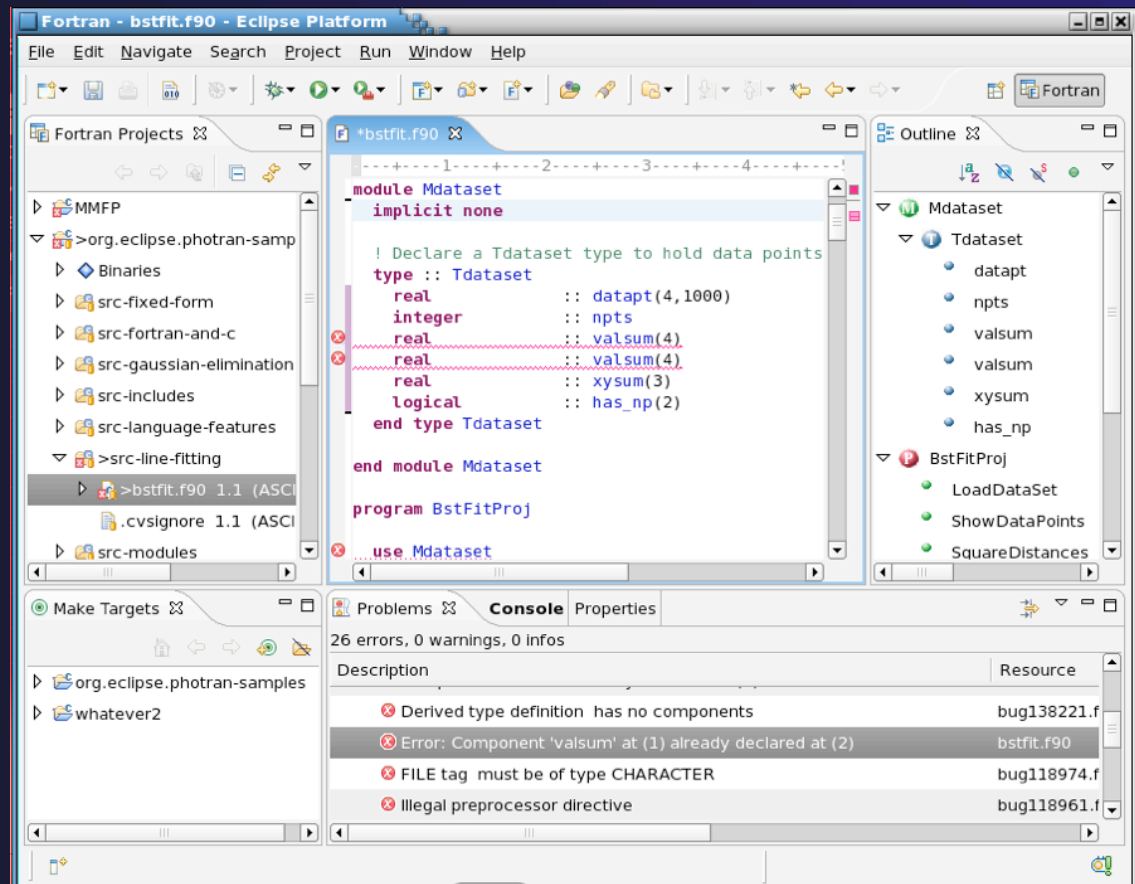 Fortran - bstfit.f90 - Eclipse Platform
File Edit Navigate Search Project Run Window Help
Fortran
Fortran Projects
MMFP
>org.eclipse.photran-samp
Binaries
src-fixed-form
src-fortran-and-c
src-gaussian-elimination
src-includes
src-language-features
>src-line-fitting
>bstfit.f90 1.1 (ASCI
.cvsignore 1.1 (ASCI
src-modules
*bstfit.f90
----+----1----+----2----+----3----+----4----+----5
module Mdataset
implicit none
! Declare a Tdataset type to hold data points
type :: Tdataset
real :: datapt(4,1000)
integer :: npts
real :: valsum(4)
real :: valsum(4)
real :: xysum(3)
logical :: has_np(2)
end type Tdataset
end module Mdataset
program BstFitProj
use Mdataset
Outline
Mdataset
Tdataset
datapt
npts
valsum
valsum
xysum
has_np
BstFitProj
LoadDataSet
ShowDataPoints
SquareDistances
Make Targets
org.eclipse.photran-samples
whatever2
Problems Console Properties
26 errors, 0 warnings, 0 infos
Description Resource
Derived type definition has no components bug138221.f
Error: Component 'valsum' at (1) already declared at (2) bstfit.f90
FILE tag must be of type CHARACTER bug118974.f
Illegal preprocessor directive bug118961.f